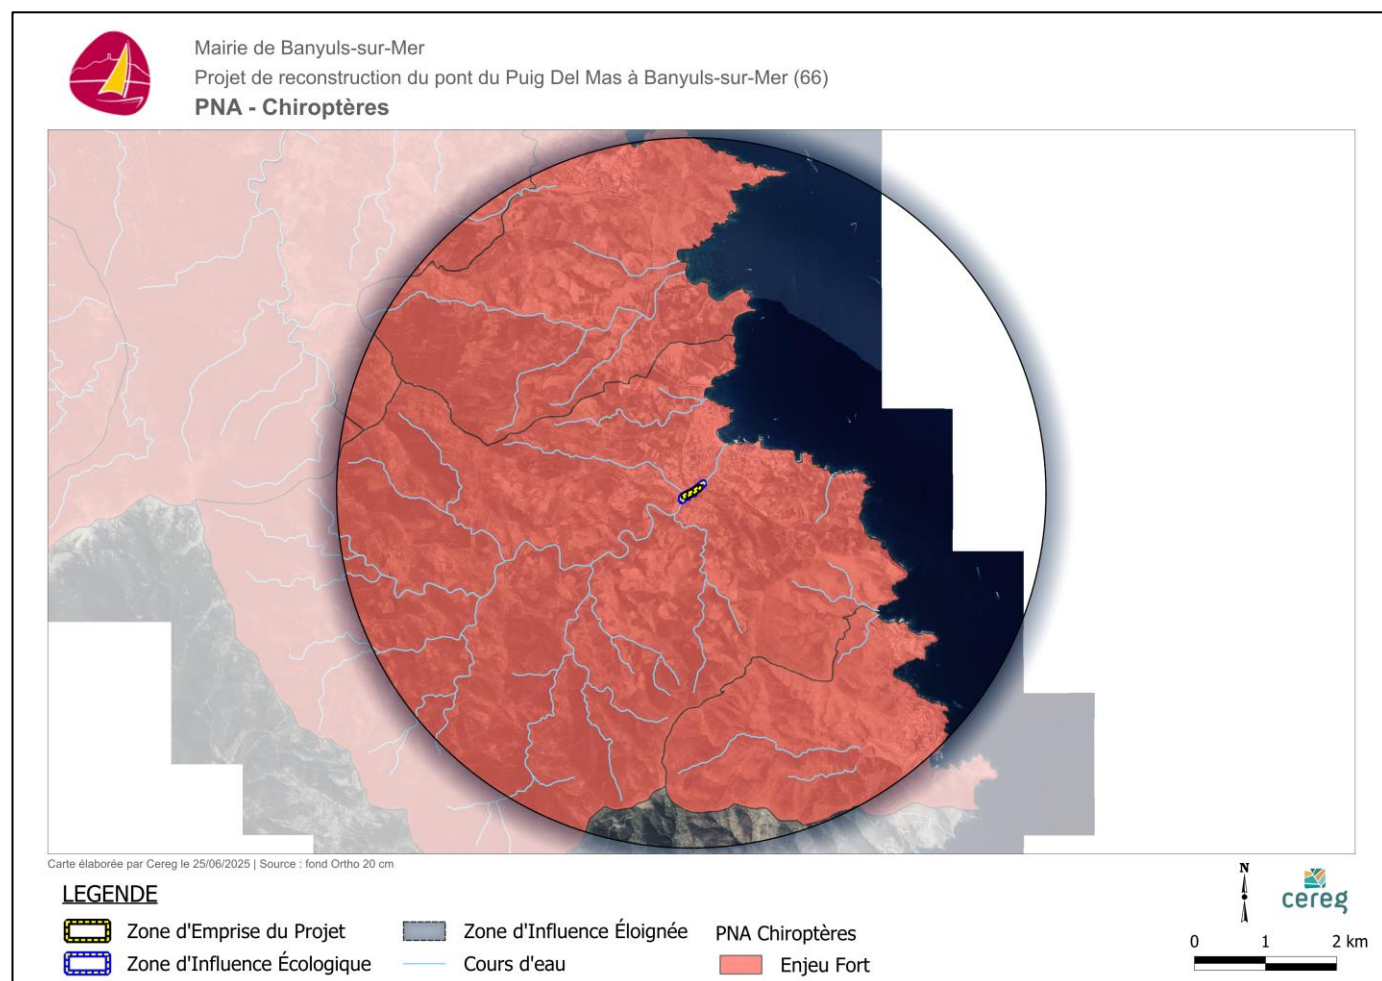 Mairie de Banyuls-sur-Mer
Projet de reconstruction du pont du Puig Del Mas à Banyuls-sur-Mer (66)
PNA - Chiroptères
Carte élaborée par Cereg le 25/06/2025 | Source : fond Ortho 20 cm
LEGENDE
Zone d'Emprise du Projet
Zone d'Influence Écologique
Zone d'Influence Éloignée
Cours d'eau
PNA Chiroptères
Enjeu Fort
N
cereg
0 1 2 km